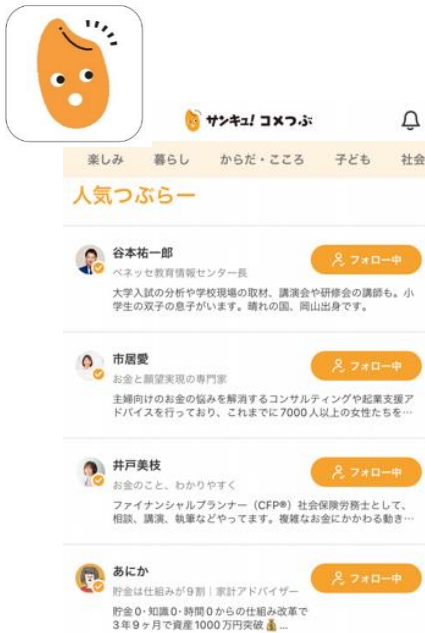 サンキュ! コメつぶ
楽しみ 暮らし からだ・こころ 子ども 社会
人気つぶらー
谷本祐一郎
フォロー中
ベネッセ教育情報センター長
大学入試の分析や学校現場の取材、講演会や研修会の講師も。小
学生の双子の息子がいます。晴れの国、岡山出身です。
市居愛
フォロー中
お金と願望実現の専門家
主婦向けのお金の悩みを解消するコンサルティングや起業支援ア
ドバイスを行っており、これまでに7000人以上の女性たちを…
井戸美枝
フォロー中
お金のこと、わかりやすく
ファイナンシャルプランナー（CFP®）社会保険労務士として、
相談、講演、執筆などやってます。複雑なお金にかかわる動き…
あにか
フォロー中
貯金は仕組みが9割｜家計アドバイザー
貯金0・知識0・時間0からの仕組み改革で
3年9ヶ月で資産1000万円突破💰...